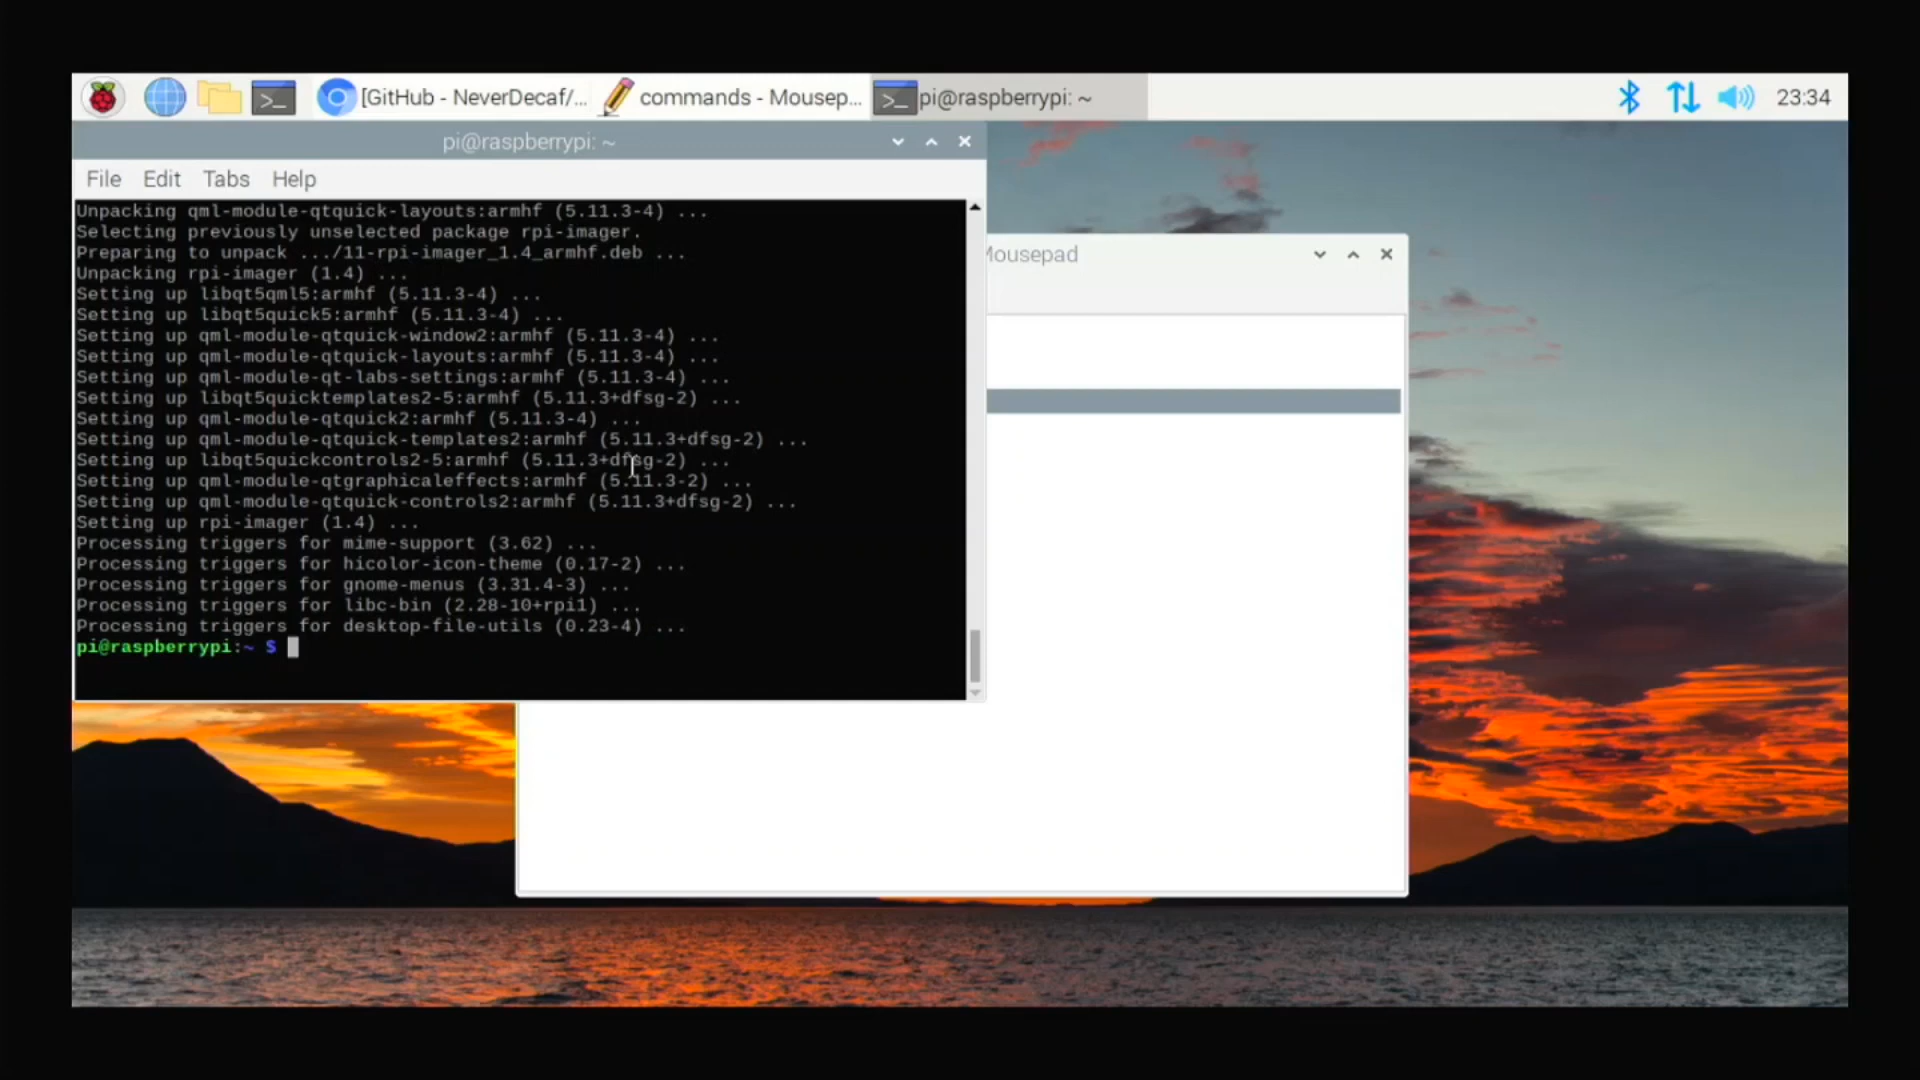 [GitHub - NeverDecaf/...
commands - Mousep...
pi@raspberrypi: ~
23:34
pi@raspberrypi: ~
File Edit Tabs Help
Unpacking qml-module-qtquick-layouts:armhf (5.11.3-4) ...
Selecting previously unselected package rpi-imager.
Preparing to unpack .../11-rpi-imager_1.4_armhf.deb ...
Unpacking rpi-imager (1.4) ...
Setting up libqt5qml5:armhf (5.11.3-4) ...
Setting up libqt5quick5:armhf (5.11.3-4) ...
Setting up qml-module-qtquick-window2:armhf (5.11.3-4) ...
Setting up qml-module-qtquick-layouts:armhf (5.11.3-4) ...
Setting up qml-module-qt-labs-settings:armhf (5.11.3-4) ...
Setting up libqt5quicktemplates2-5:armhf (5.11.3+dfsg-2) ...
Setting up qml-module-qtquick2:armhf (5.11.3-4) ...
Setting up qml-module-qtquick-templates2:armhf (5.11.3+dfsg-2) ...
Setting up libqt5quickcontrols2-5:armhf (5.11.3+dfsg-2) ...
Setting up qml-module-qtgraphicaleffects:armhf (5.11.3-2) ...
Setting up qml-module-qtquick-controls2:armhf (5.11.3+dfsg-2) ...
Setting up rpi-imager (1.4) ...
Processing triggers for mime-support (3.62) ...
Processing triggers for hicolor-icon-theme (0.17-2) ...
Processing triggers for gnome-menus (3.31.4-3) ...
Processing triggers for libc-bin (2.28-10+rpi1) ...
Processing triggers for desktop-file-utils (0.23-4) ...
pi@raspberrypi:~ $
Mousepad